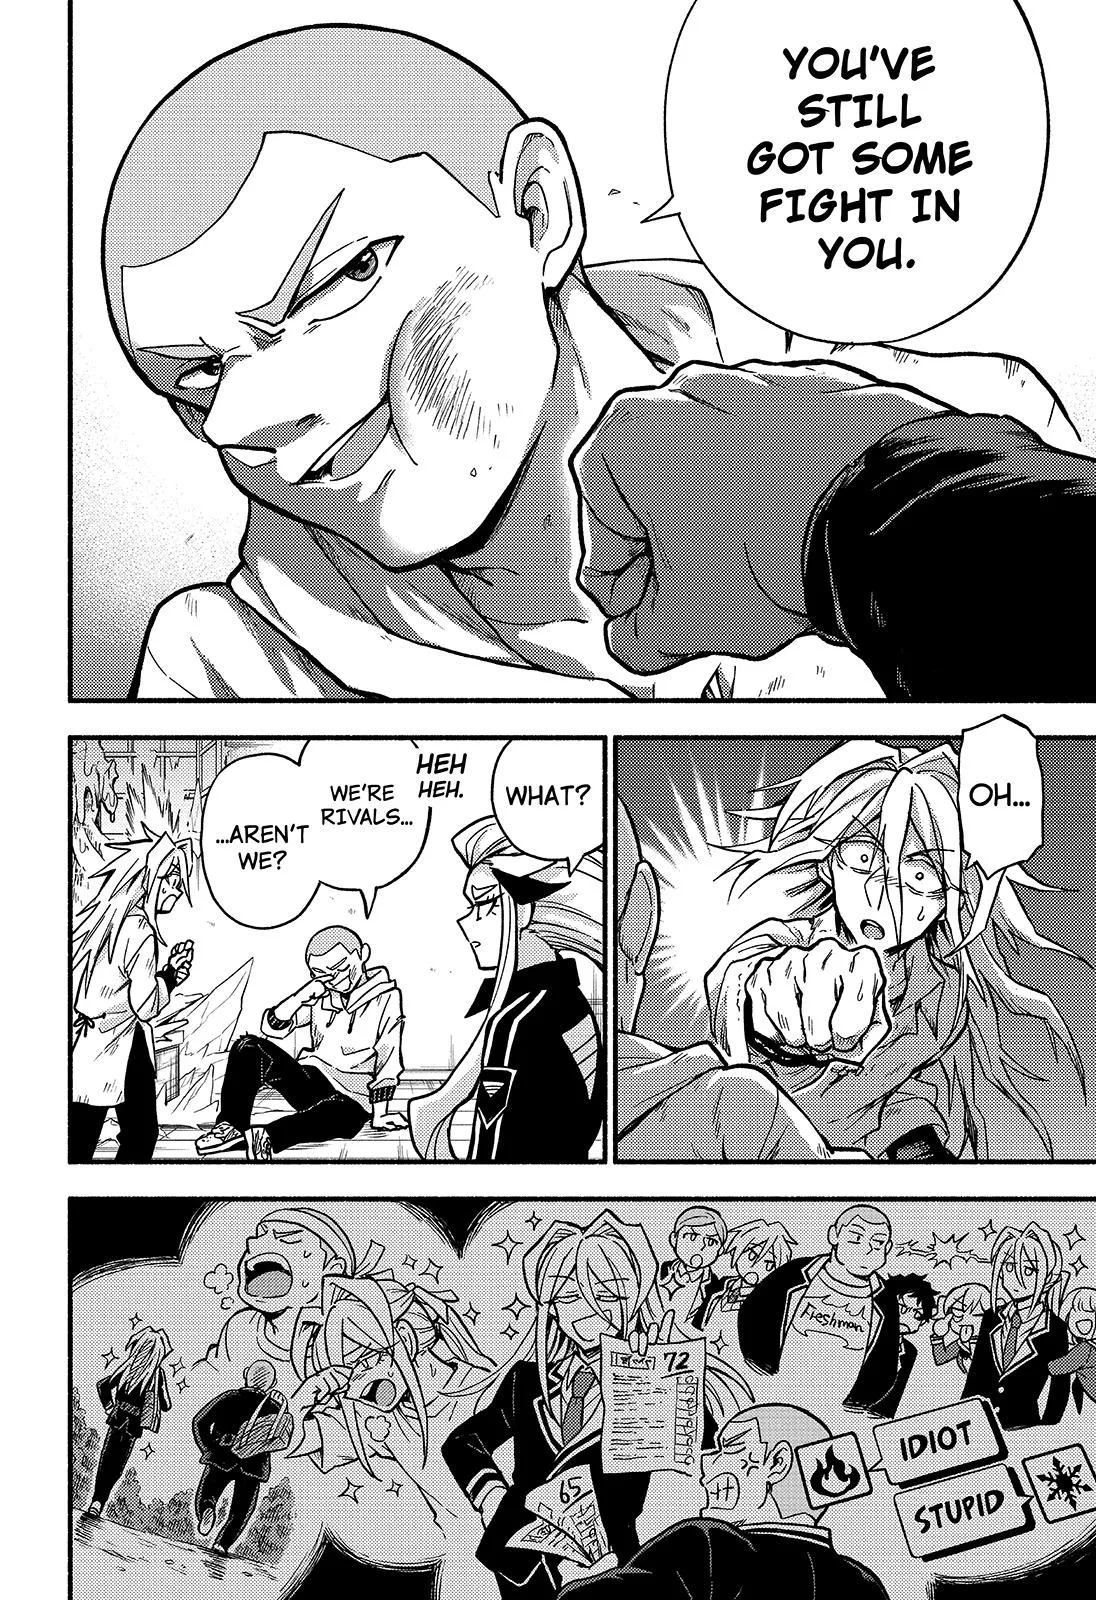 YOU'VE
STILL
GOT SOME
FIGHT IN
YOU.
OH...
WHAT?
HEH
HEH.
WE'RE
RIVALS...
...AREN'T
WE?
72
65
Freshman
IDIOT
STUPID